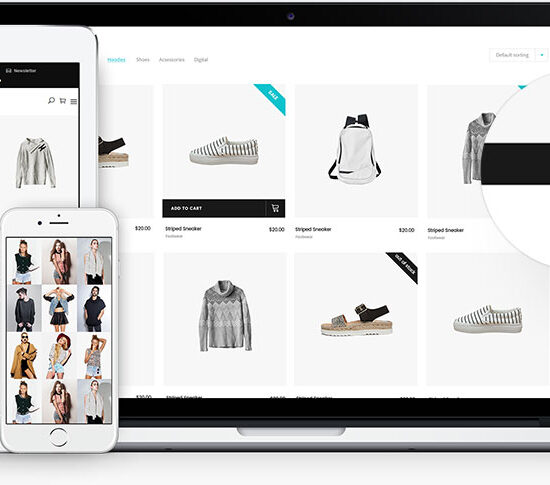 Newsletter
Hoodies Shoes Accessories Digital
Default sorting
SALE
ADD TO CART
$20.00
Striped Sneaker $20.00
Footwear
Striped Sneaker $20.00
Footwear
Out of stock